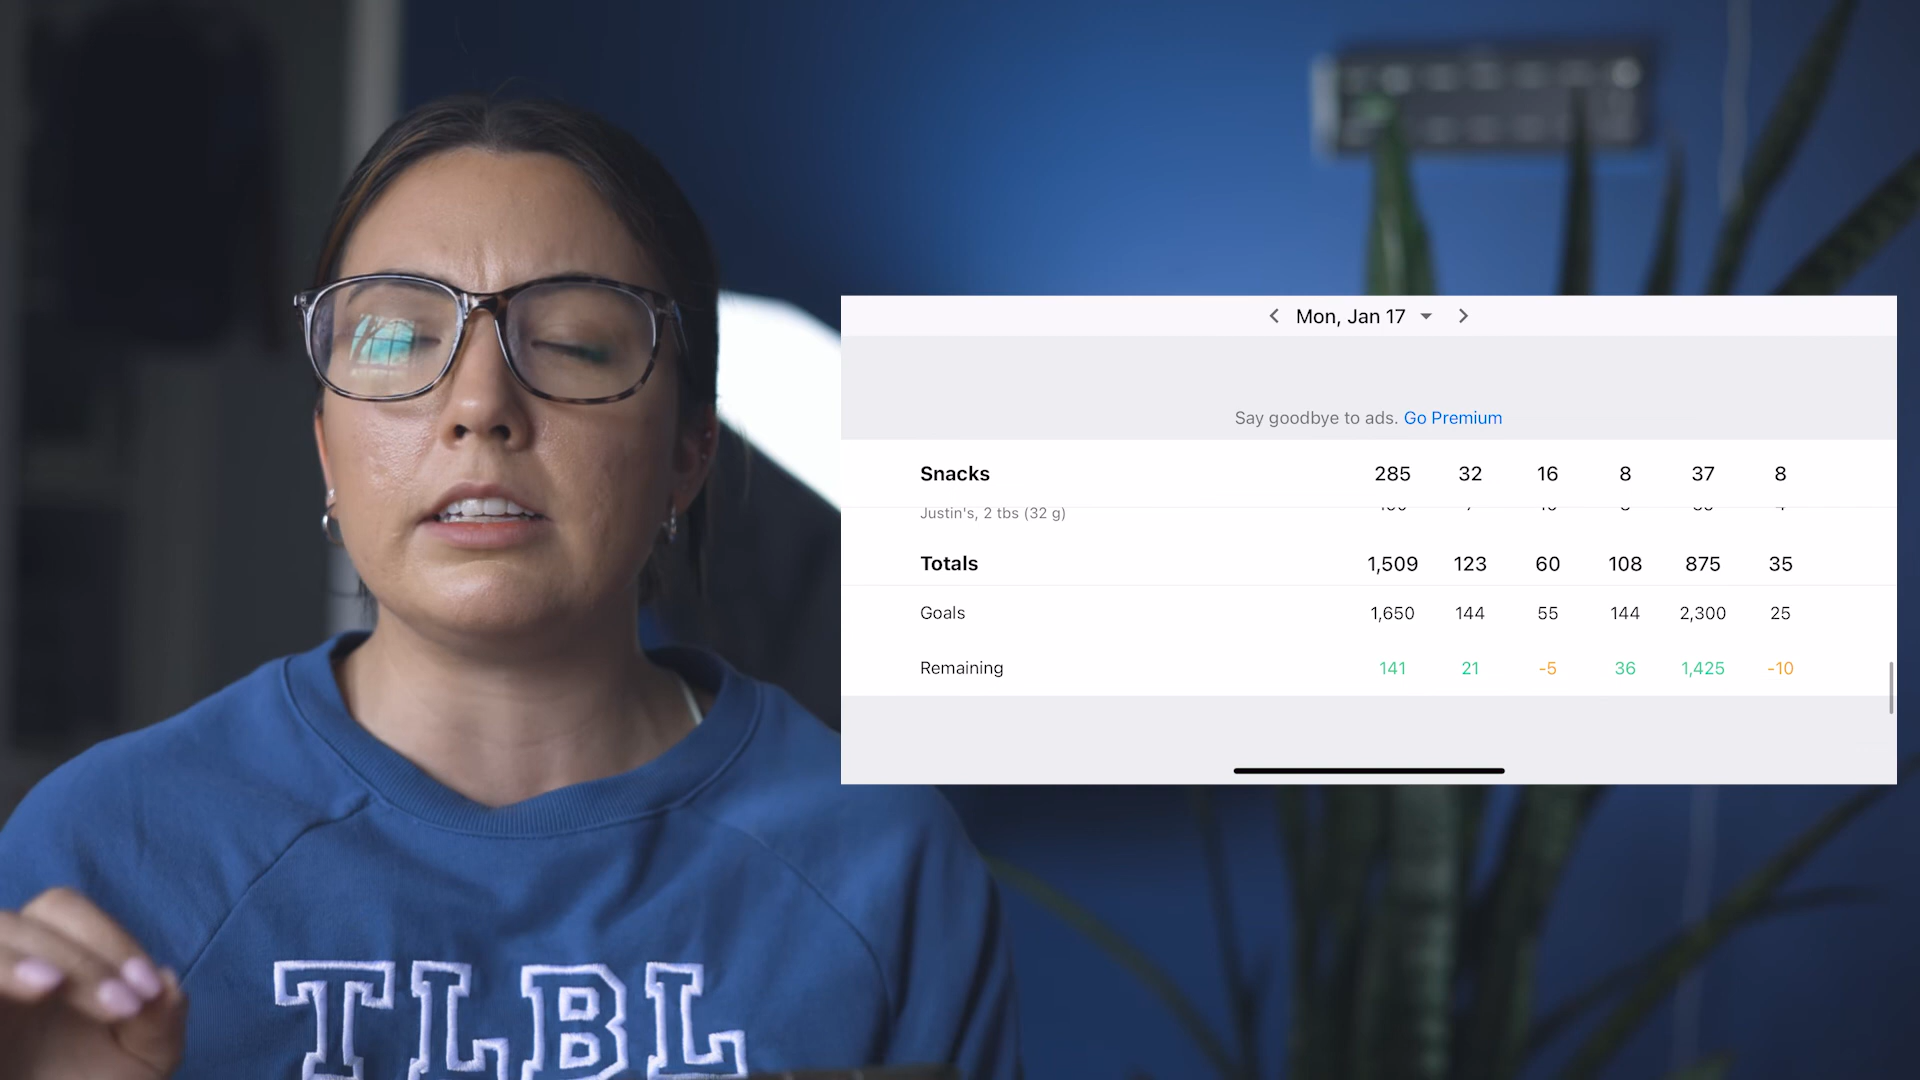 Mon, Jan 17
Say goodbye to ads. Go Premium
Snacks 285 32 16 8 37 8
Justin's, 2 tbs (32 g)
Totals 1,509 123 60 108 875 35
Goals 1,650 144 55 144 2,300 25
Remaining 141 21 -5 36 1,425 -10
TLBL